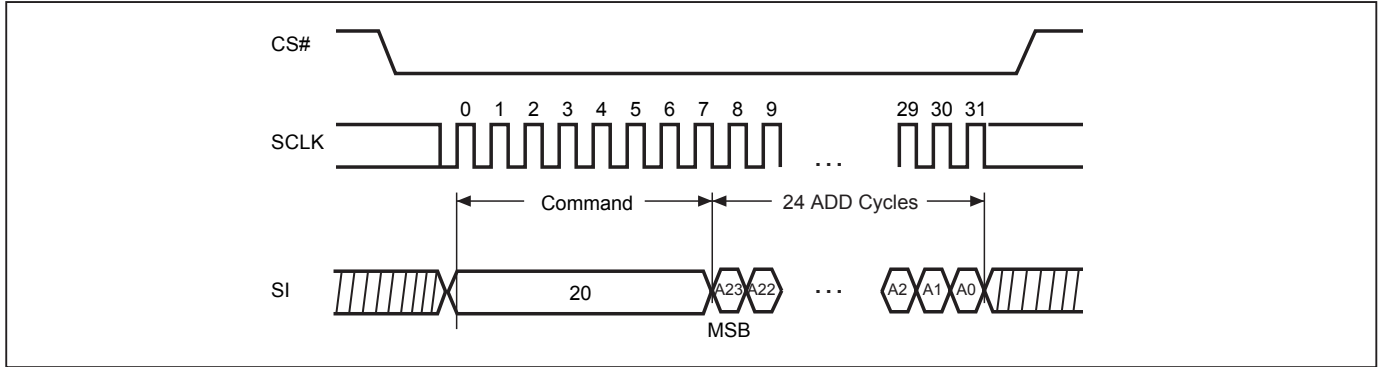 CS#
0 1 2 3 4 5 6 7 8 9 29 30 31
SCLK
...
Command 24 ADD Cycles
SI 20 A23 A22 ... A2 A1 A0
MSB